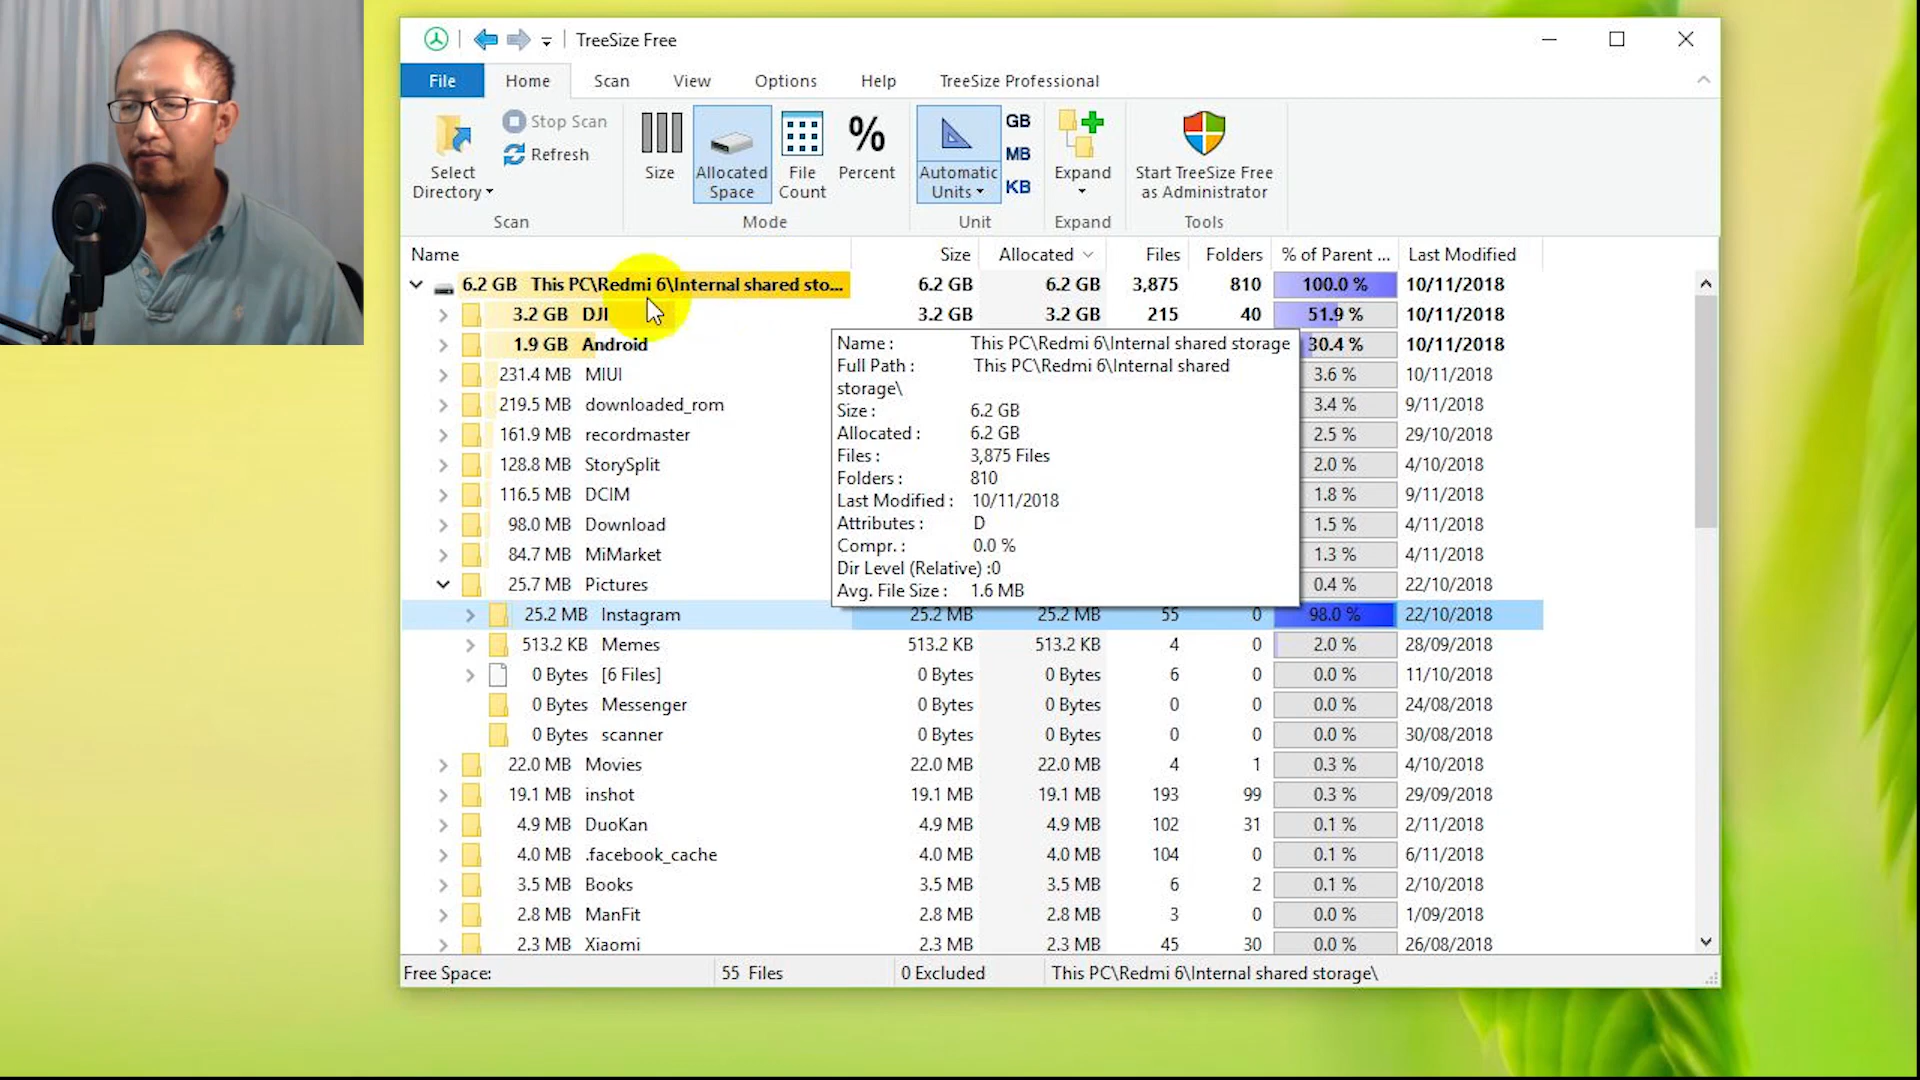 TreeSize Free
File Home Scan View Options Help TreeSize Professional
Select Directory
Stop Scan
Refresh
Size
Allocated Space
File Count
%
Percent
Automatic Units
GB
MB
KB
Expand
Start TreeSize Free as Administrator
Scan Mode Unit Expand Tools
Name Size Allocated Files Folders % of Parent ... Last Modified
6.2 GB This PC\Redmi 6\Internal shared sto... 6.2 GB 6.2 GB 3,875 810 100.0 % 10/11/2018
3.2 GB DJI 3.2 GB 3.2 GB 215 40 51.9 % 10/11/2018
1.9 GB Android 30.4 % 10/11/2018
231.4 MB MIUI 3.6 % 10/11/2018
219.5 MB downloaded_rom 3.4 % 9/11/2018
161.9 MB recordmaster 2.5 % 29/10/2018
128.8 MB StorySplit 2.0 % 4/10/2018
116.5 MB DCIM 1.8 % 9/11/2018
98.0 MB Download 1.5 % 4/11/2018
84.7 MB MiMarket 1.3 % 4/11/2018
25.7 MB Pictures 0.4 % 22/10/2018
Name : This PC\Redmi 6\Internal shared storage
Full Path : This PC\Redmi 6\Internal shared
storage\
Size : 6.2 GB
Allocated : 6.2 GB
Files : 3,875 Files
Folders : 810
Last Modified : 10/11/2018
Attributes : D
Compr. : 0.0 %
Dir Level (Relative) :0
Avg. File Size : 1.6 MB
25.2 MB Instagram 25.2 MB 25.2 MB 55 0 98.0 % 22/10/2018
513.2 KB Memes 513.2 KB 513.2 KB 4 0 2.0 % 28/09/2018
0 Bytes [6 Files] 0 Bytes 0 Bytes 6 0 0.0 % 11/10/2018
0 Bytes Messenger 0 Bytes 0 Bytes 0 0 0.0 % 24/08/2018
0 Bytes scanner 0 Bytes 0 Bytes 0 0 0.0 % 30/08/2018
22.0 MB Movies 22.0 MB 22.0 MB 4 1 0.3 % 4/10/2018
19.1 MB inshot 19.1 MB 19.1 MB 193 99 0.3 % 29/09/2018
4.9 MB DuoKan 4.9 MB 4.9 MB 102 31 0.1 % 2/11/2018
4.0 MB .facebook_cache 4.0 MB 4.0 MB 104 0 0.1 % 6/11/2018
3.5 MB Books 3.5 MB 3.5 MB 6 2 0.1 % 2/10/2018
2.8 MB ManFit 2.8 MB 2.8 MB 3 0 0.0 % 1/09/2018
2.3 MB Xiaomi 2.3 MB 2.3 MB 45 30 0.0 % 26/08/2018
Free Space: 55 Files 0 Excluded This PC\Redmi 6\Internal shared storage\